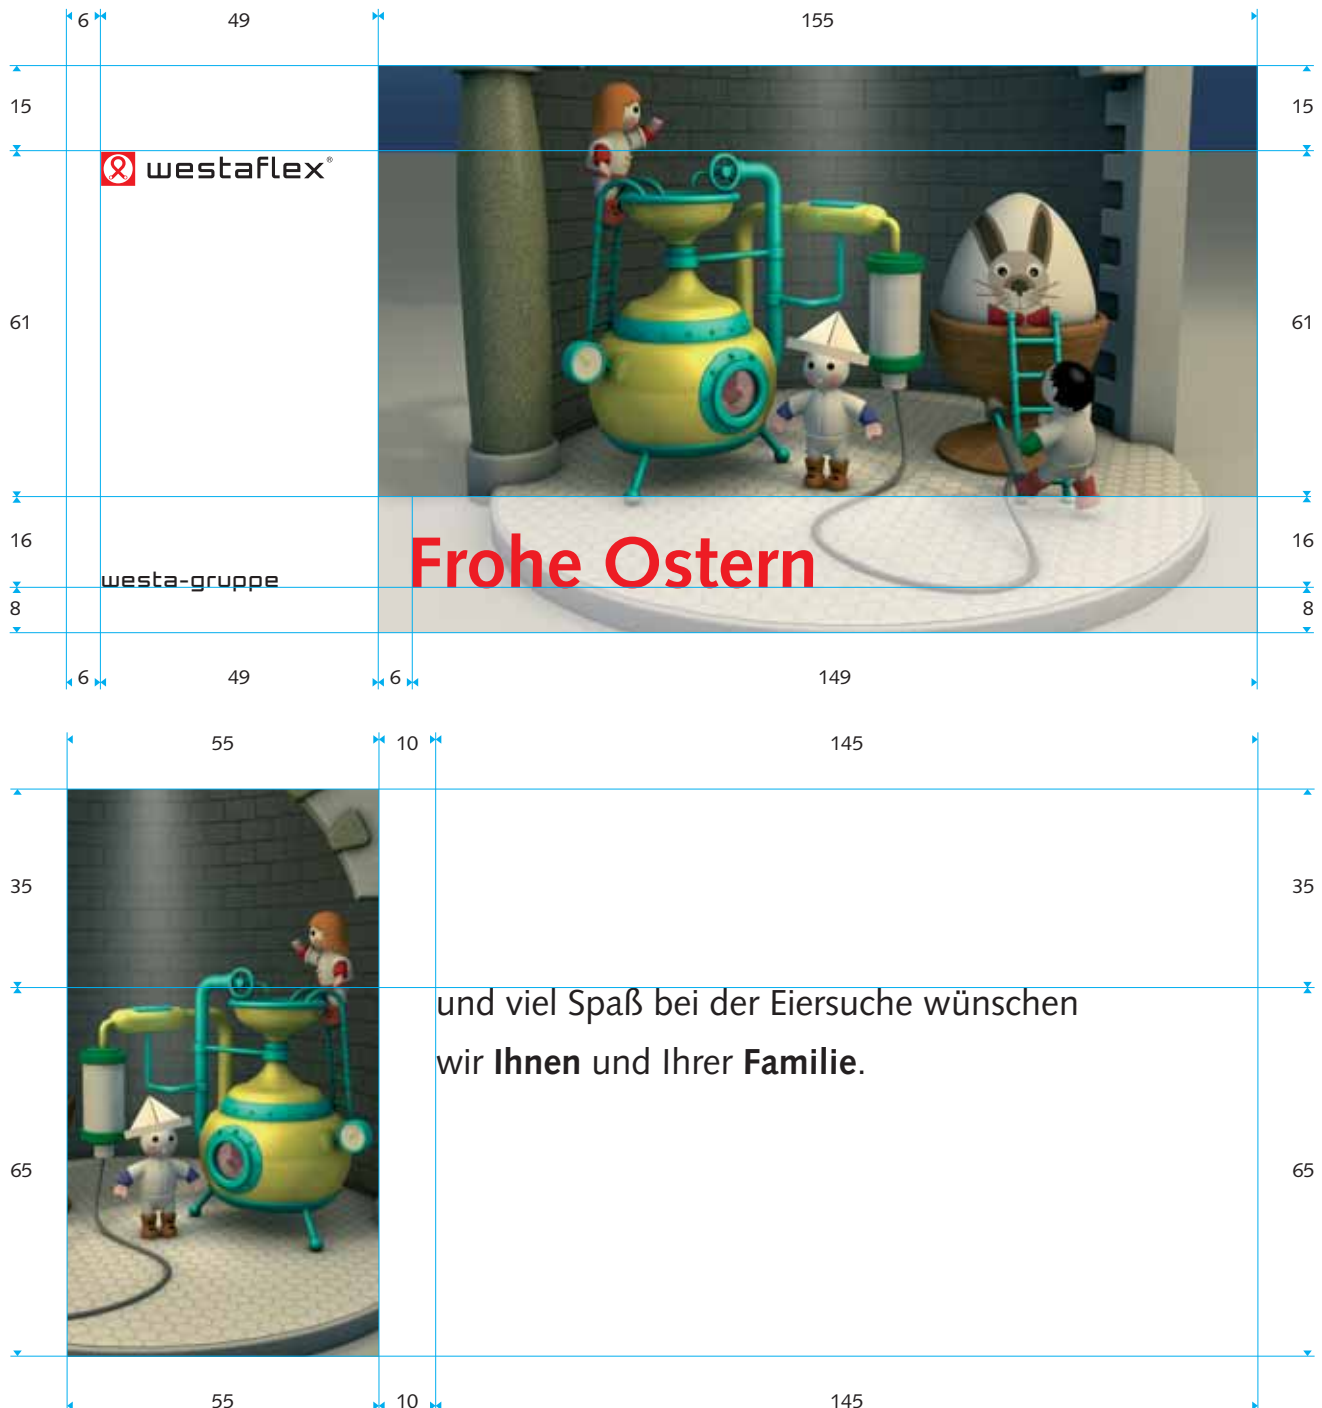 6 49 155
15 15
westaflex®
61 61
16 16
Frohe Ostern
westa-gruppe
8 8
6 49 6 149
55 10 145
35 35
und viel Spaß bei der Eiersuche wünschen
wir Ihnen und Ihrer Familie.
65 65
55 10 145